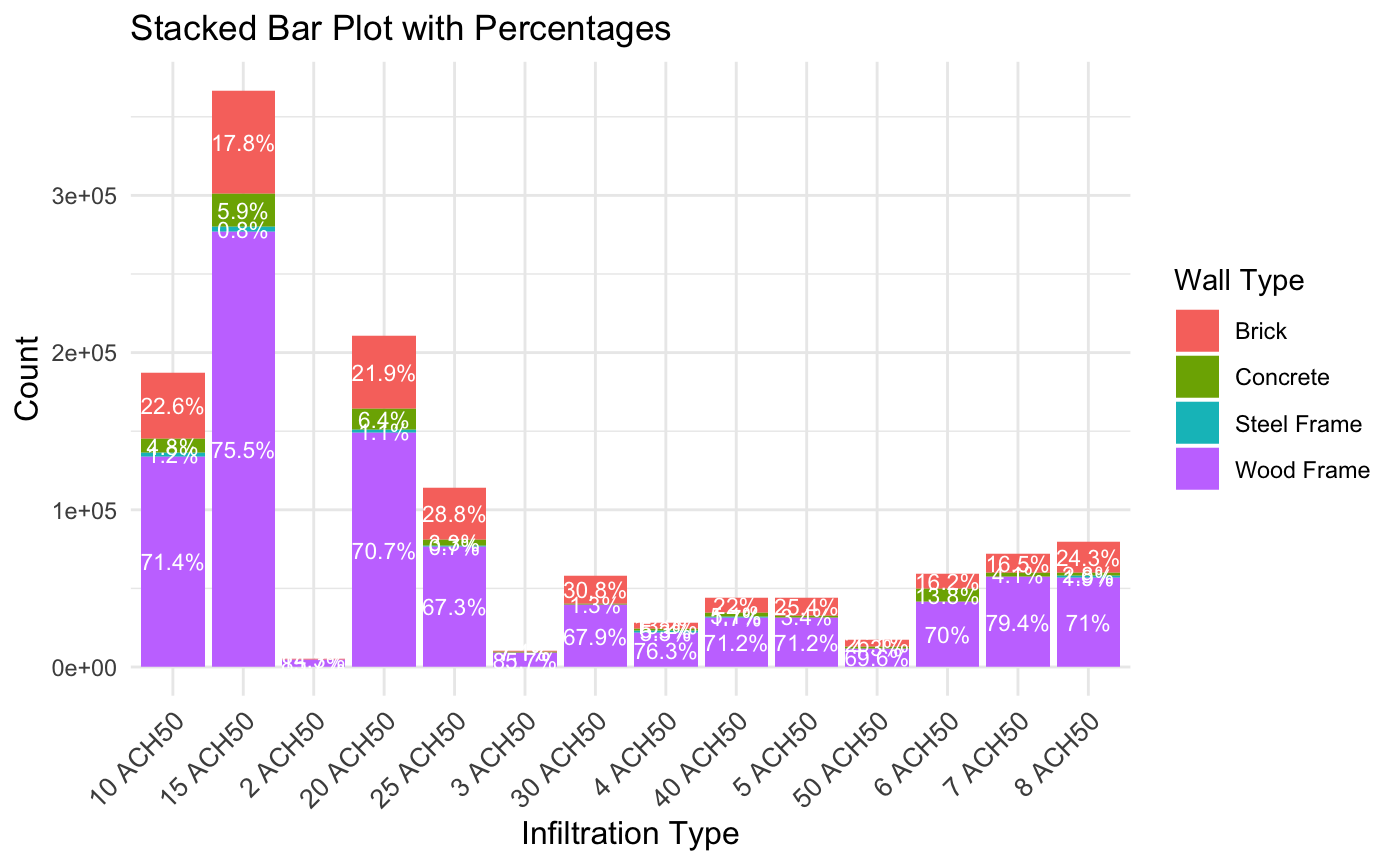 Stacked Bar Plot with Percentages
Count
3e+05
2e+05
1e+05
0e+00
22.6%
4.8%
1.2%
71.4%
17.8%
5.9%
0.8%
75.5%
21.9%
6.4%
1.1%
70.7%
28.8%
67.3%
85.7%
30.8%
1.3%
67.9%
76.3%
22%
71.2%
25.4%
3.4%
71.2%
69.6%
16.2%
13.8%
70%
16.5%
4.1%
79.4%
24.3%
71%
10 ACH50
15 ACH50
2 ACH50
20 ACH50
25 ACH50
3 ACH50
30 ACH50
4 ACH50
40 ACH50
5 ACH50
50 ACH50
6 ACH50
7 ACH50
8 ACH50
Infiltration Type
Wall Type
Brick
Concrete
Steel Frame
Wood Frame